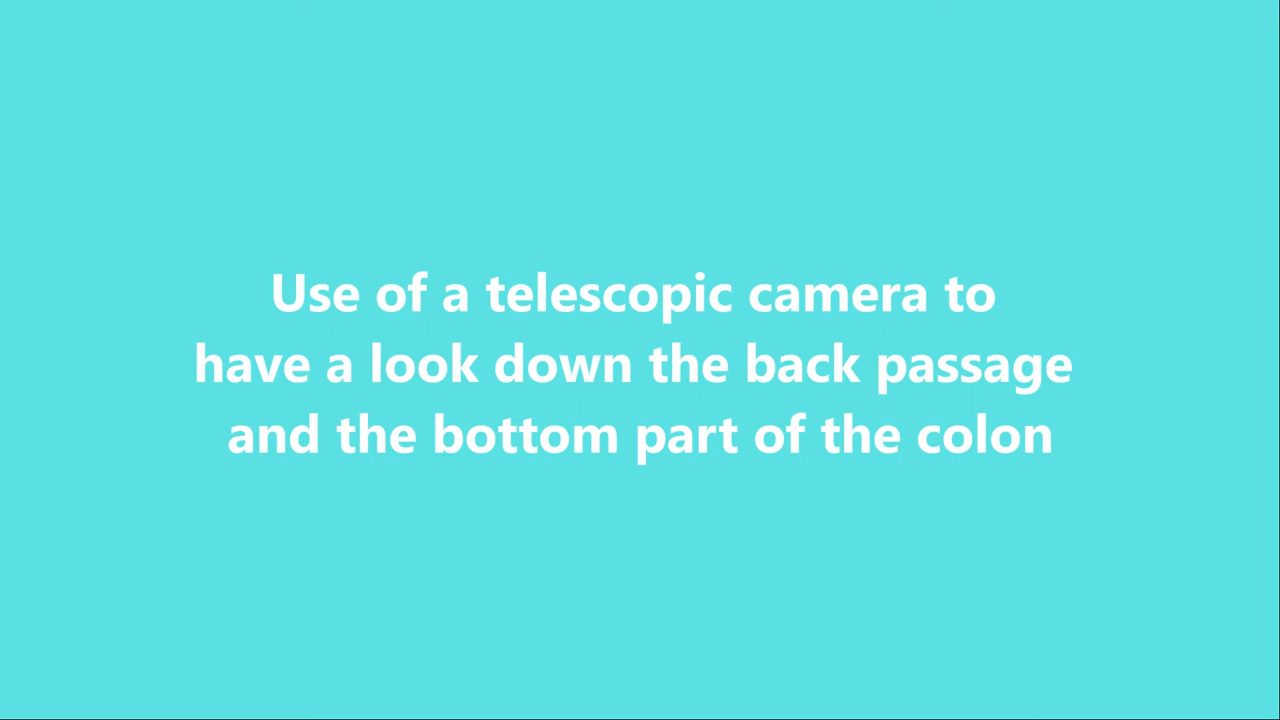 Use of a telescopic camera to
have a look down the back passage
and the bottom part of the colon